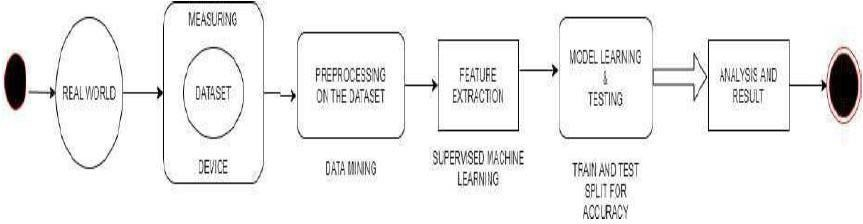 REAL WORLD
MEASURING
DATASET
DEVICE
PREPROCESSING
ON THE DATASET
DATA MINING
FEATURE
EXTRACTION
SUPERVISED MACHINE
LEARNING
MODEL LEARNING
&
TESTING
TRAIN AND TEST
SPLIT FOR
ACCURACY
ANALYSIS AND
RESULT